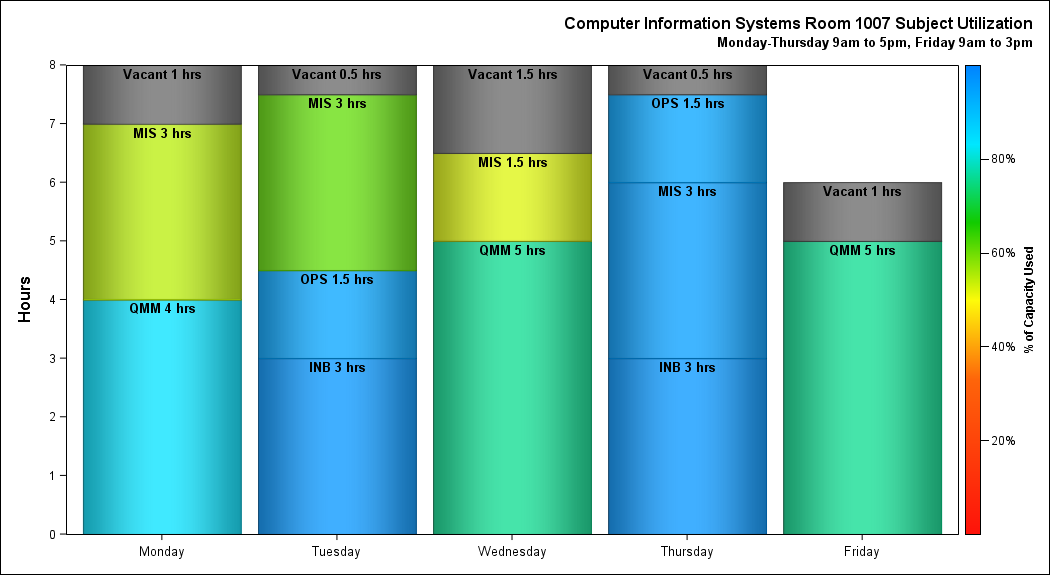 Computer Information Systems Room 1007 Subject Utilization
Monday-Thursday 9am to 5pm, Friday 9am to 3pm
Hours
8
7
6
5
4
3
2
1
0
Vacant 1 hrs
MIS 3 hrs
QMM 4 hrs
Vacant 0.5 hrs
MIS 3 hrs
OPS 1.5 hrs
INB 3 hrs
Vacant 1.5 hrs
MIS 1.5 hrs
QMM 5 hrs
Vacant 0.5 hrs
OPS 1.5 hrs
MIS 3 hrs
INB 3 hrs
Vacant 1 hrs
QMM 5 hrs
Monday
Tuesday
Wednesday
Thursday
Friday
80%
60%
40%
20%
% of Capacity Used